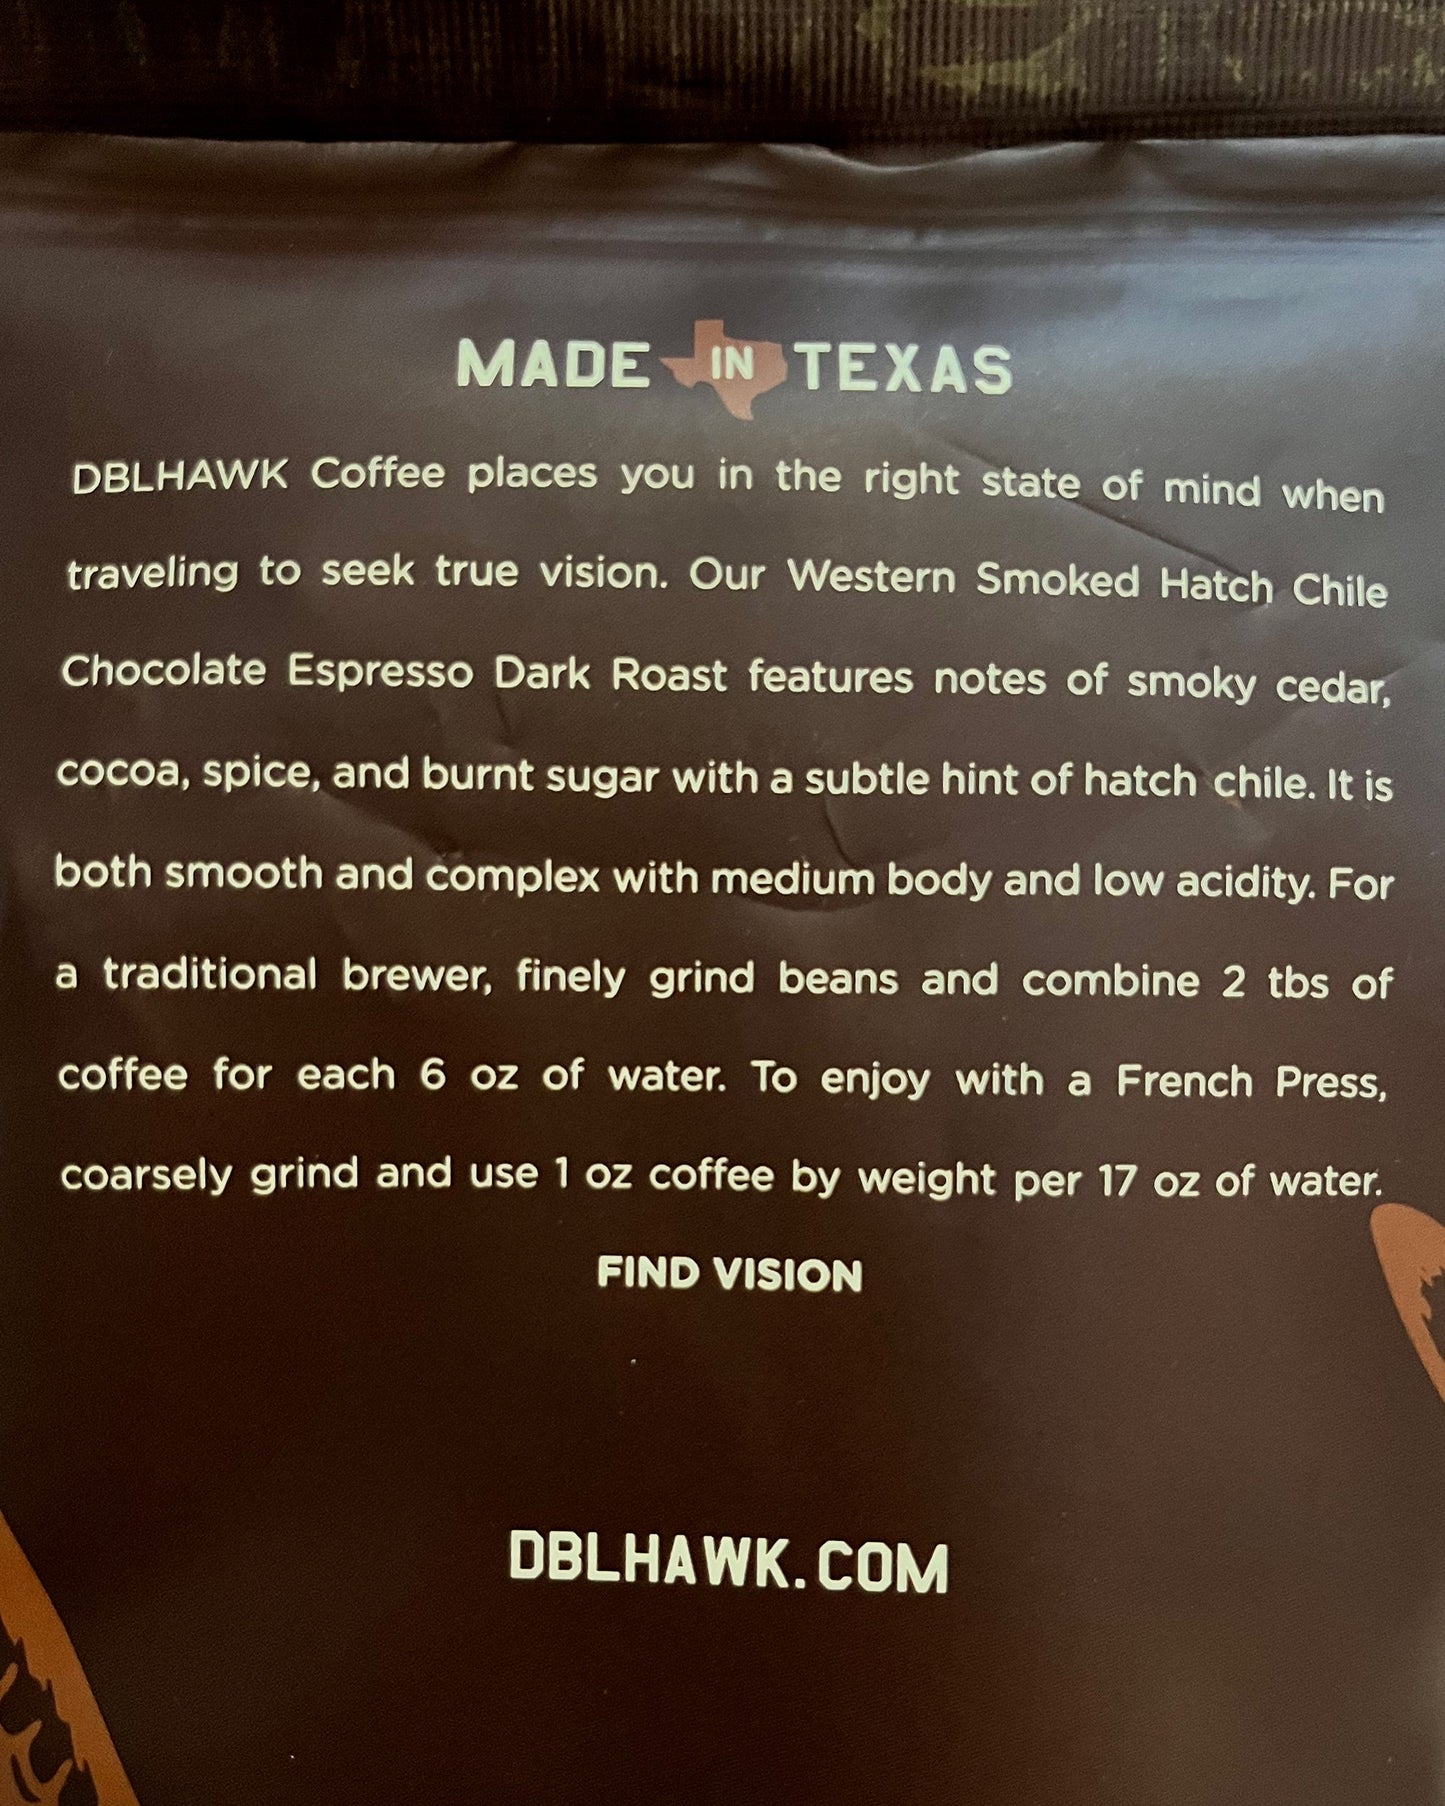 MADE IN TEXAS
DBLHAWK Coffee places you in the right state of mind when
traveling to seek true vision. Our Western Smoked Hatch Chile
Chocolate Espresso Dark Roast features notes of smoky cedar,
cocoa, spice, and burnt sugar with a subtle hint of hatch chile. It is
both smooth and complex with medium body and low acidity. For
a traditional brewer, finely grind beans and combine 2 tbs of
coffee for each 6 oz of water. To enjoy with a French Press,
coarsely grind and use 1 oz coffee by weight per 17 oz of water.
FIND VISION
DBLHAWK.COM